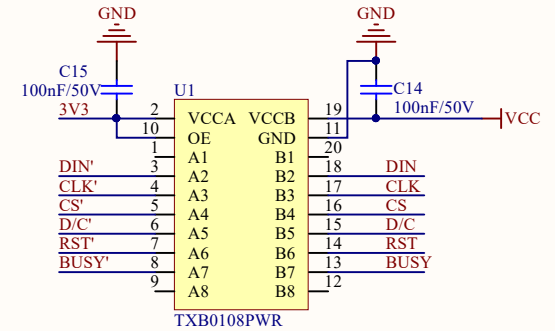 GND GND
C15
100nF/50V
U1
C14
100nF/50V
3V3 2 VCCA VCCB 19 VCC
10 OE GND 11
1 A1 B1 20
DIN' 3 A2 B2 18 DIN
CLK' 4 A3 B3 17 CLK
CS' 5 A4 B4 16 CS
D/C' 6 A5 B5 15 D/C
RST' 7 A6 B6 14 RST
BUSY' 8 A7 B7 13 BUSY
9 A8 B8 12
TXB0108PWR